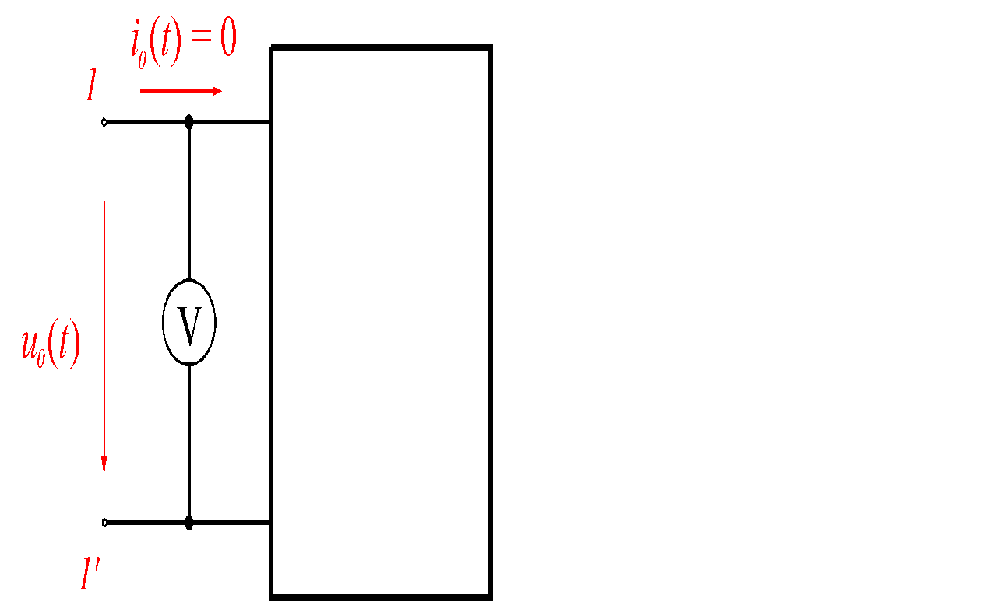 i₀(t) = 0
1
V
u₀(t)
1'